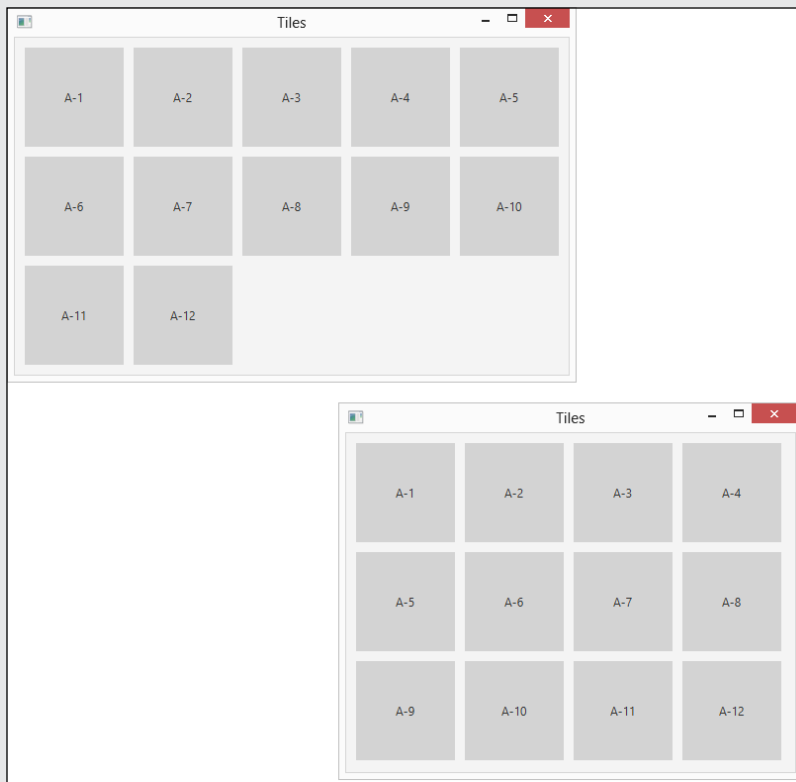 Tiles
A-1 A-2 A-3 A-4 A-5
A-6 A-7 A-8 A-9 A-10
A-11 A-12
Tiles
A-1 A-2 A-3 A-4
A-5 A-6 A-7 A-8
A-9 A-10 A-11 A-12